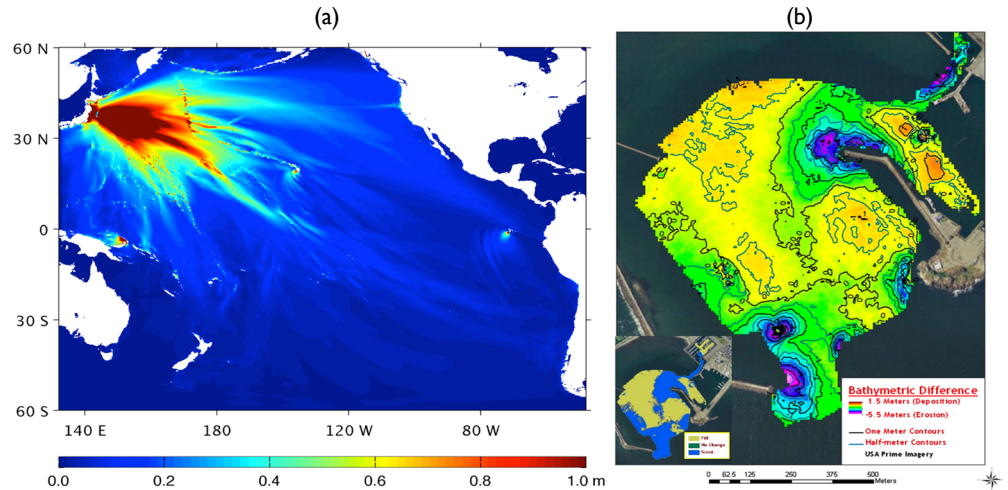 (a)
(b)
60 N
30 N
0
30 S
60 S
140 E
180
120 W
80 W
0.0
0.2
0.4
0.6
0.8
1.0 m
Bathymetric Difference
1.5 Meters (Deposition)
-5.5 Meters (Erosion)
One Meter Contours
Half-meter Contours
USA Prime Imagery
Fill
No Change
Scour
0 62.5 125 250 375 500
Meters